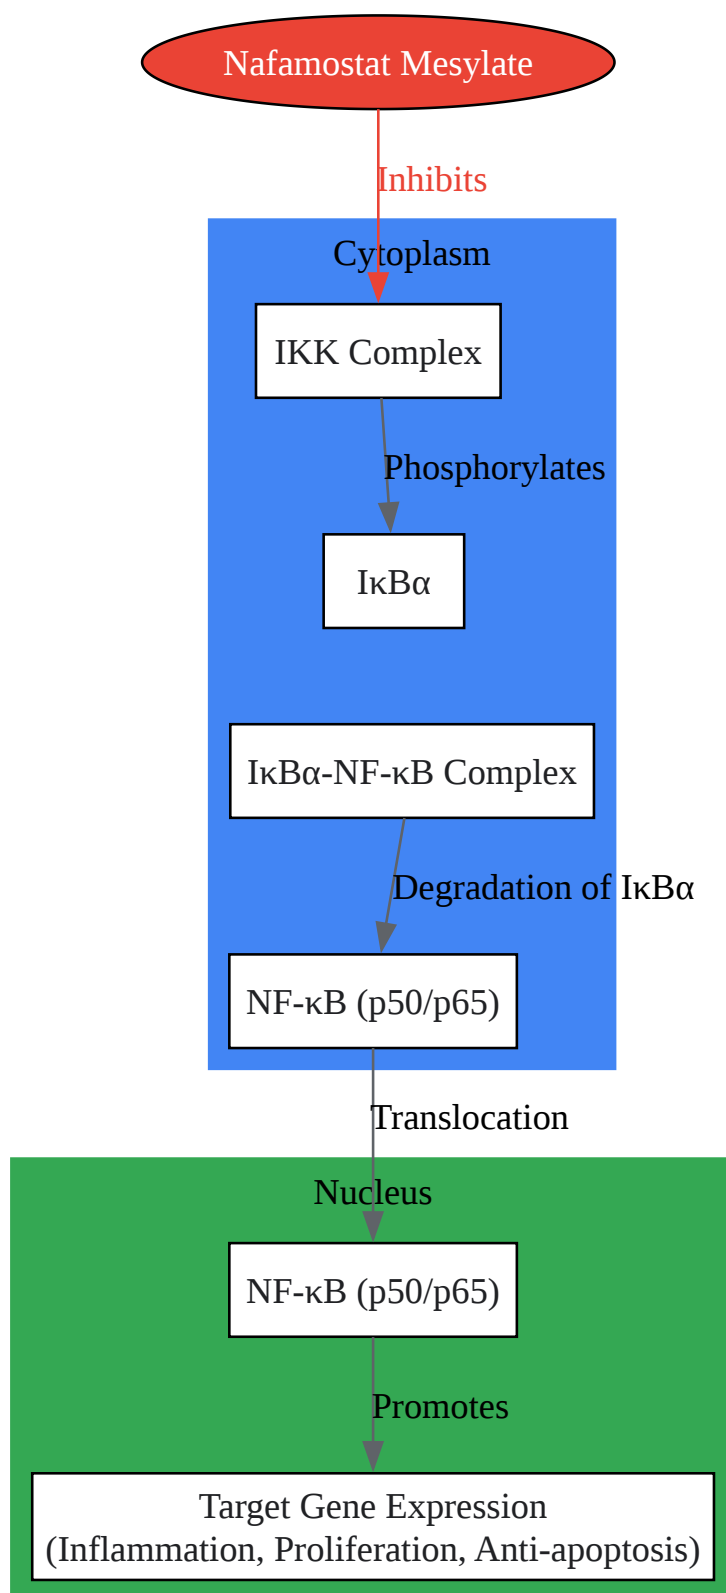 Nafamostat Mesylate
Inhibits
Cytoplasm
IKK Complex
Phosphorylates
IκBα
IκBα-NF-κB Complex
Degradation of IκBα
NF-κB (p50/p65)
Translocation
Nucleus
NF-κB (p50/p65)
Promotes
Target Gene Expression
(Inflammation, Proliferation, Anti-apoptosis)